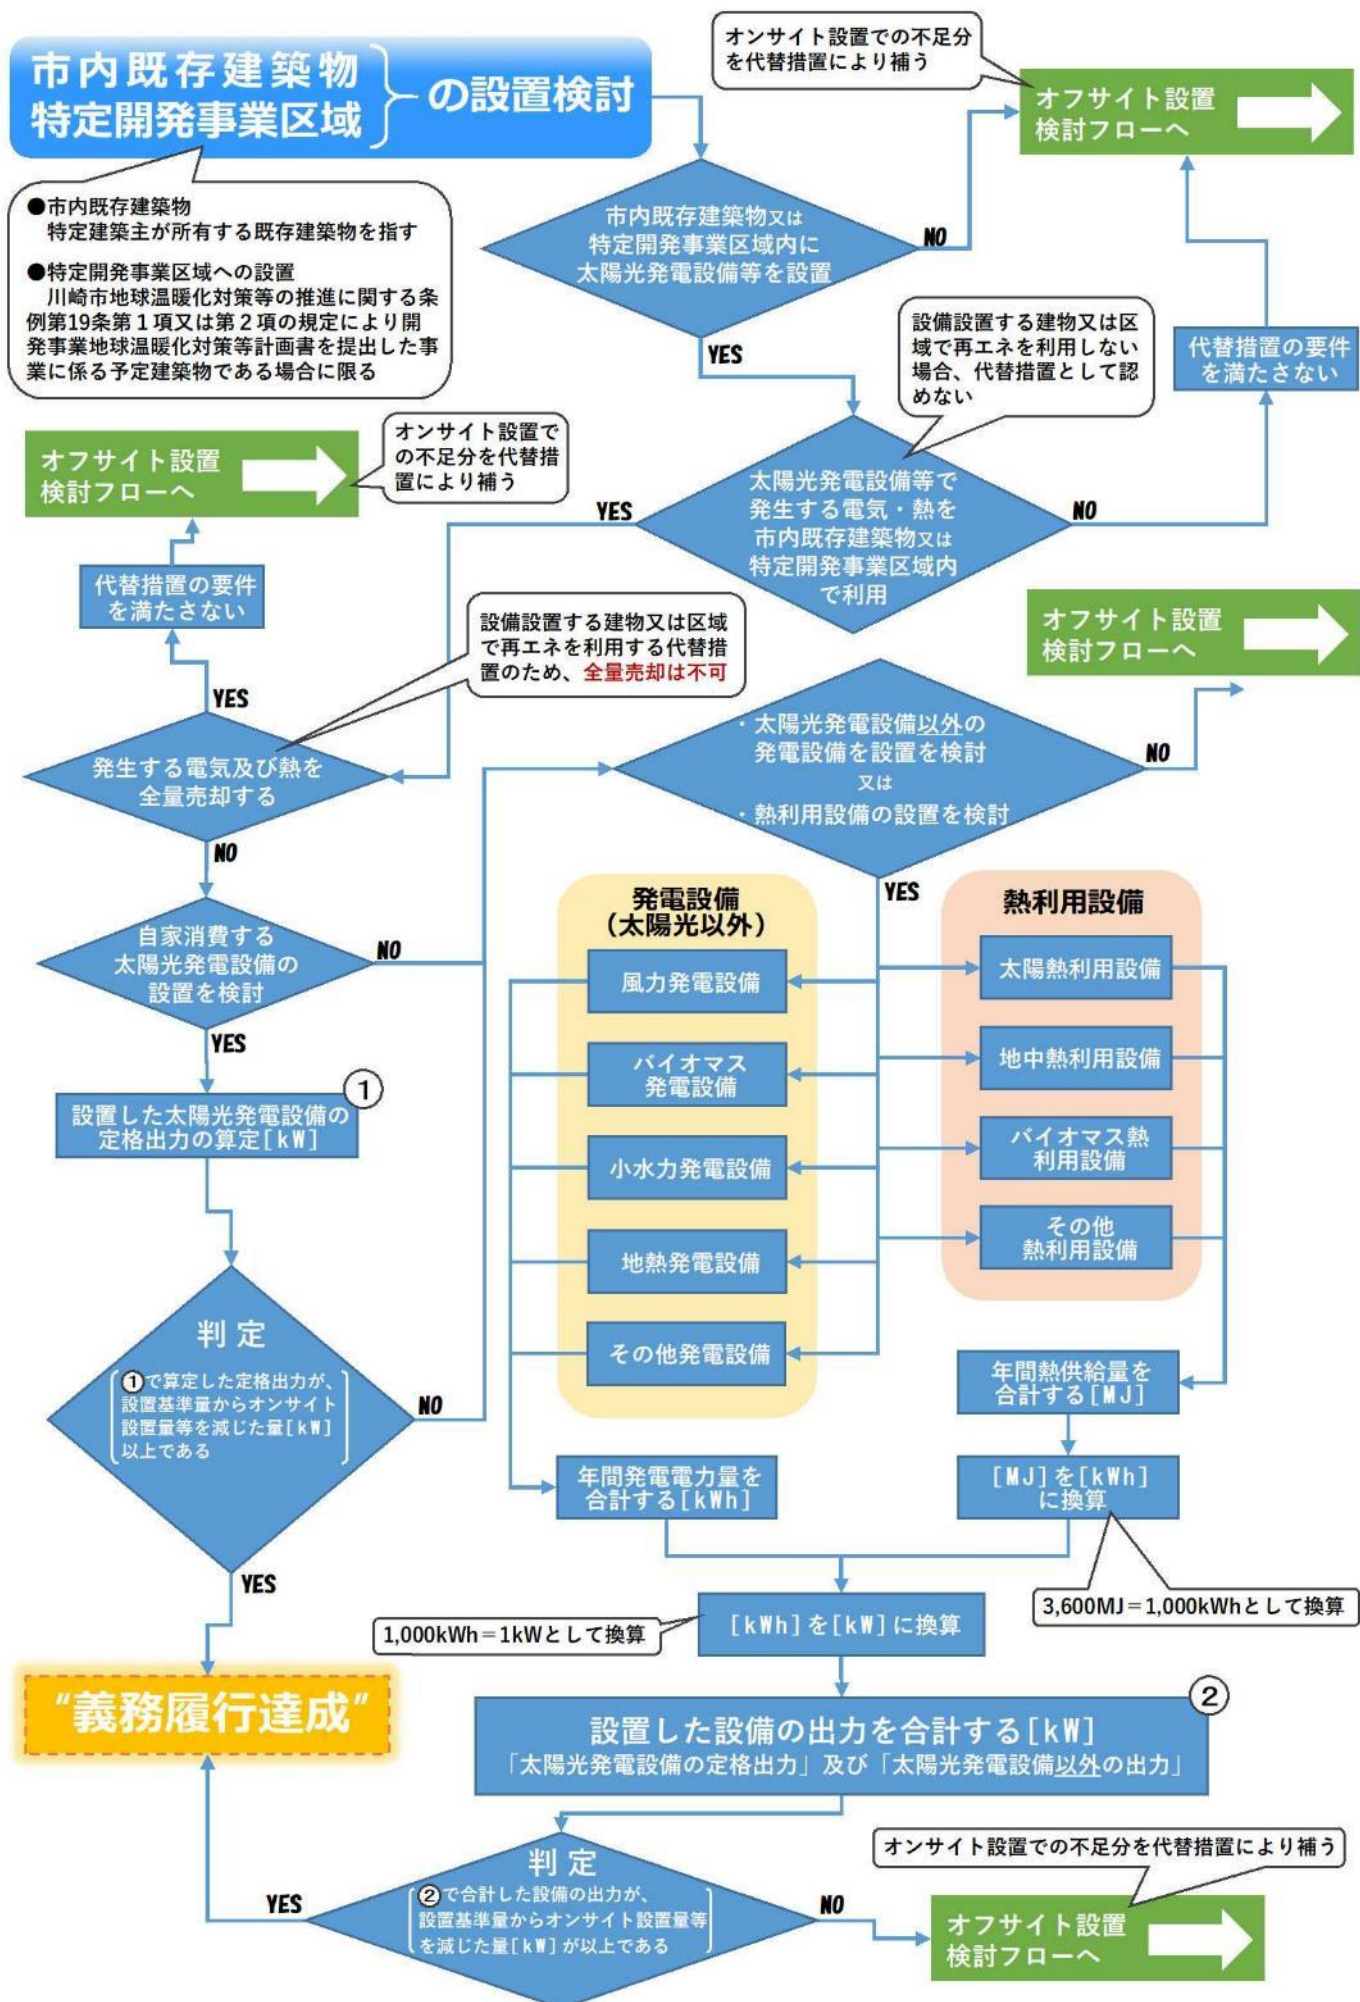 市内既存建築物
特定開発事業区域
の設置検討
オンサイト設置での不足分
を代替措置により補う
オフサイト設置
検討フローへ
●市内既存建築物
特定建築主が所有する既存建築物を指す
●特定開発事業区域への設置
川崎市地球温暖化対策等の推進に関する条
例第19条第1項又は第2項の規定により開
発事業地球温暖化対策等計画書を提出した事
業に係る予定建築物である場合に限る
市内既存建築物又は
特定開発事業区域内に
太陽光発電設備等を設置
NO
YES
設備設置する建物又は区
域で再エネを利用しない
場合、代替措置として認
めない
代替措置の要件
を満たさない
オフサイト設置
検討フローへ
オンサイト設置で
の不足分を代替措
置により補う
太陽光発電設備等で
発生する電気・熱を
市内既存建築物又は
特定開発事業区域内
で利用
YES
NO
代替措置の要件
を満たさない
設備設置する建物又は区域
で再エネを利用する代替措
置のため、全量売却は不可
オフサイト設置
検討フローへ
YES
発生する電気及び熱を
全量売却する
NO
・太陽光発電設備以外の
発電設備を設置を検討
又は
・熱利用設備の設置を検討
NO
YES
自家消費する
太陽光発電設備の
設置を検討
NO
YES
①
設置した太陽光発電設備の
定格出力の算定[kW]
発電設備
(太陽光以外)
風力発電設備
バイオマス
発電設備
小水力発電設備
地熱発電設備
その他発電設備
熱利用設備
太陽熱利用設備
地中熱利用設備
バイオマス熱
利用設備
その他
熱利用設備
判定
①で算定した定格出力が、
設置基準量からオンサイト
設置量等を減じた量[kW]
以上である
NO
YES
年間熱供給量を
合計する[MJ]
年間発電電力量を
合計する[kWh]
[MJ]を[kWh]
に換算
3,600MJ=1,000kWhとして換算
1,000kWh=1kWとして換算
[kWh]を[kW]に換算
"義務履行達成"
②
設置した設備の出力を合計する[kW]
「太陽光発電設備の定格出力」及び「太陽光発電設備以外の出力」
判定
②で合計した設備の出力が、
設置基準量からオンサイト設置量等
を減じた量[kW]が以上である
YES
NO
オンサイト設置での不足分を代替措置により補う
オフサイト設置
検討フローへ